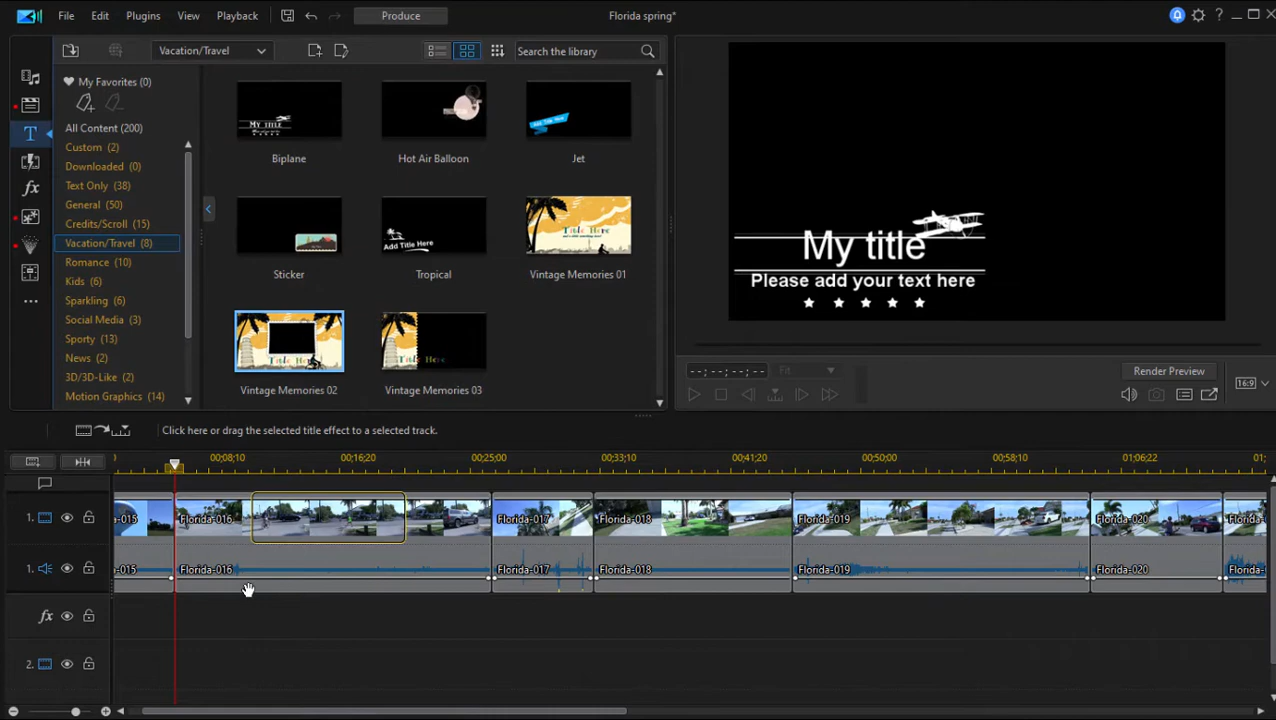 File Edit Plugins View Playback Produce Florida spring*
Vacation/Travel Search the library
My Favorites (0)
All Content (200)
Custom (2)
Downloaded (0)
Text Only (38)
General (50)
Credits/Scroll (15)
Vacation/Travel (8)
Romance (10)
Kids (6)
Sparkling (6)
Social Media (3)
Sporty (13)
News (2)
3D/3D-Like (2)
Motion Graphics (14)
MY TITLE
Add Title Here
Biplane Hot Air Balloon Jet
Add Title Here
Title Here
Sticker Tropical Vintage Memories 01
Title Here
Title Here
Vintage Memories 02 Vintage Memories 03
My title
Please add your text here
--;--;--;-- Fit Render Preview
16:9
Click here or drag the selected title effect to a selected track.
00;08;10 00;16;20 00;25;00 00;33;10 00;41;20 00;50;00 00;58;10 01;06;22 01;
1. -015 Florida-016 Florida-017 Florida-018 Florida-019 Florida-020
1. -015 Florida-016 Florida-017 Florida-018 Florida-019 Florida-020 Florida-
fx
2.